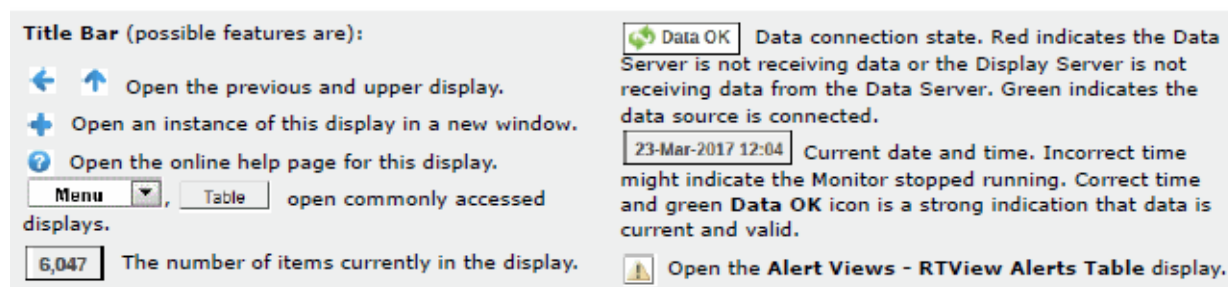 Title Bar (possible features are):
Open the previous and upper display.
Open an instance of this display in a new window.
? Open the online help page for this display.
Menu , Table open commonly accessed
displays.
6,047 The number of items currently in the display.
Data OK Data connection state. Red indicates the Data
Server is not receiving data or the Display Server is not
receiving data from the Data Server. Green indicates the
data source is connected.
23-Mar-2017 12:04 Current date and time. Incorrect time
might indicate the Monitor stopped running. Correct time
and green Data OK icon is a strong indication that data is
current and valid.
Open the Alert Views - RTView Alerts Table display.